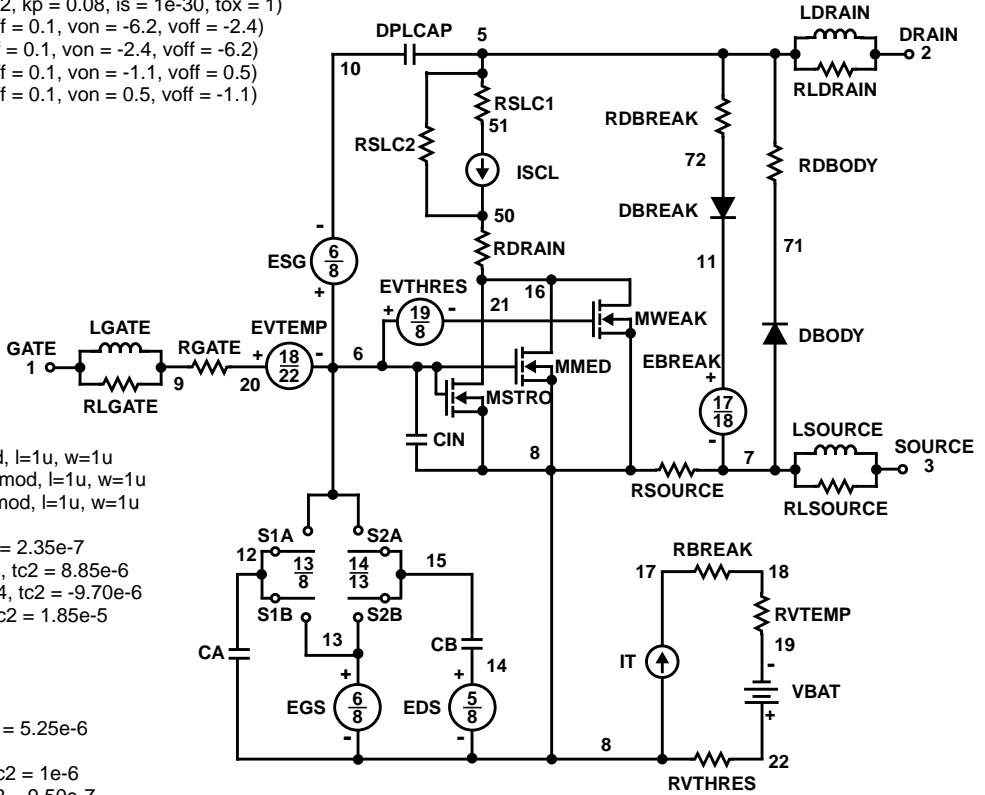 2, kp = 0.08, is = 1e-30, tox = 1)
ff = 0.1, von = -6.2, voff = -2.4)
f = 0.1, von = -2.4, voff = -6.2)
ff = 0.1, von = -1.1, voff = 0.5)
ff = 0.1, von = 0.5, voff = -1.1)
LDRAIN
DPLCAP
5
DRAIN
2
10
RLDRAIN
RSLC1
51
RDBREAK
RSLC2
72
RDBODY
ISCL
DBREAK
50
RDRAIN
71
11
ESG
6
8
-
+
EVTHRES
+
19
8
-
21
16
MWEAK
LGATE
EVTEMP
GATE
1
RGATE
+
18
22
-
6
9
20
RLGATE
MMED
DBODY
EBREAK
+
17
18
-
MSTRO
CIN
8
7
LSOURCE
SOURCE
3
RSOURCE
RLSOURCE
d, l=1u, w=1u
mod, l=1u, w=1u
mod, l=1u, w=1u
= 2.35e-7
, tc2 = 8.85e-6
4, tc2 = -9.70e-6
c2 = 1.85e-5
S1A
S2A
12
13
8
14
13
15
S1B
S2B
13
CA
CB
14
+
EGS
6
8
-
+
EDS
5
8
-
RBREAK
17
18
RVTEMP
19
IT
-
VBAT
+
8
22
RVTHRES
= 5.25e-6
c2 = 1e-6